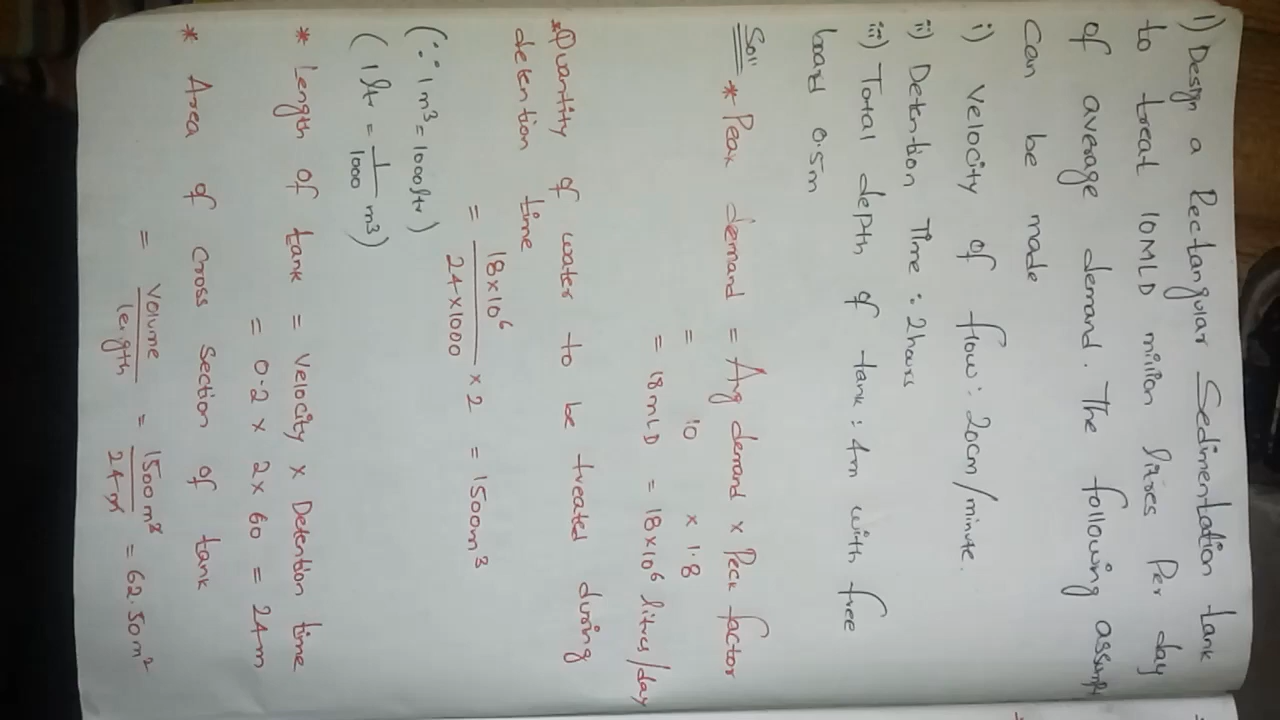 1) Design a Rectangular Sedimentation tank
to treat 10MLD million litres Per day
of average demand. The following assump
can be made
i) Velocity of flow : 20cm/minute.
ii) Detention Time : 2hours
iii) Total depth of tank : 4m with free
board 0.5m
Sol:- * Peak demand = Avg demand × Peck factor
= 10 × 1.8
= 18MLD = 18×10⁶ litres/day
* Quantity of water to be treated during
detention time
= 18×10⁶/24×1000 × 2 = 1500m³
(∵ 1m³ = 1000ltr)
(1ltr = 1/1000 m³)
* Length of tank = Velocity × Detention time
= 0.2 × 2×60 = 24m
* Area of Cross Section of tank
= Volume/length = 1500m³/24m = 62.50m²